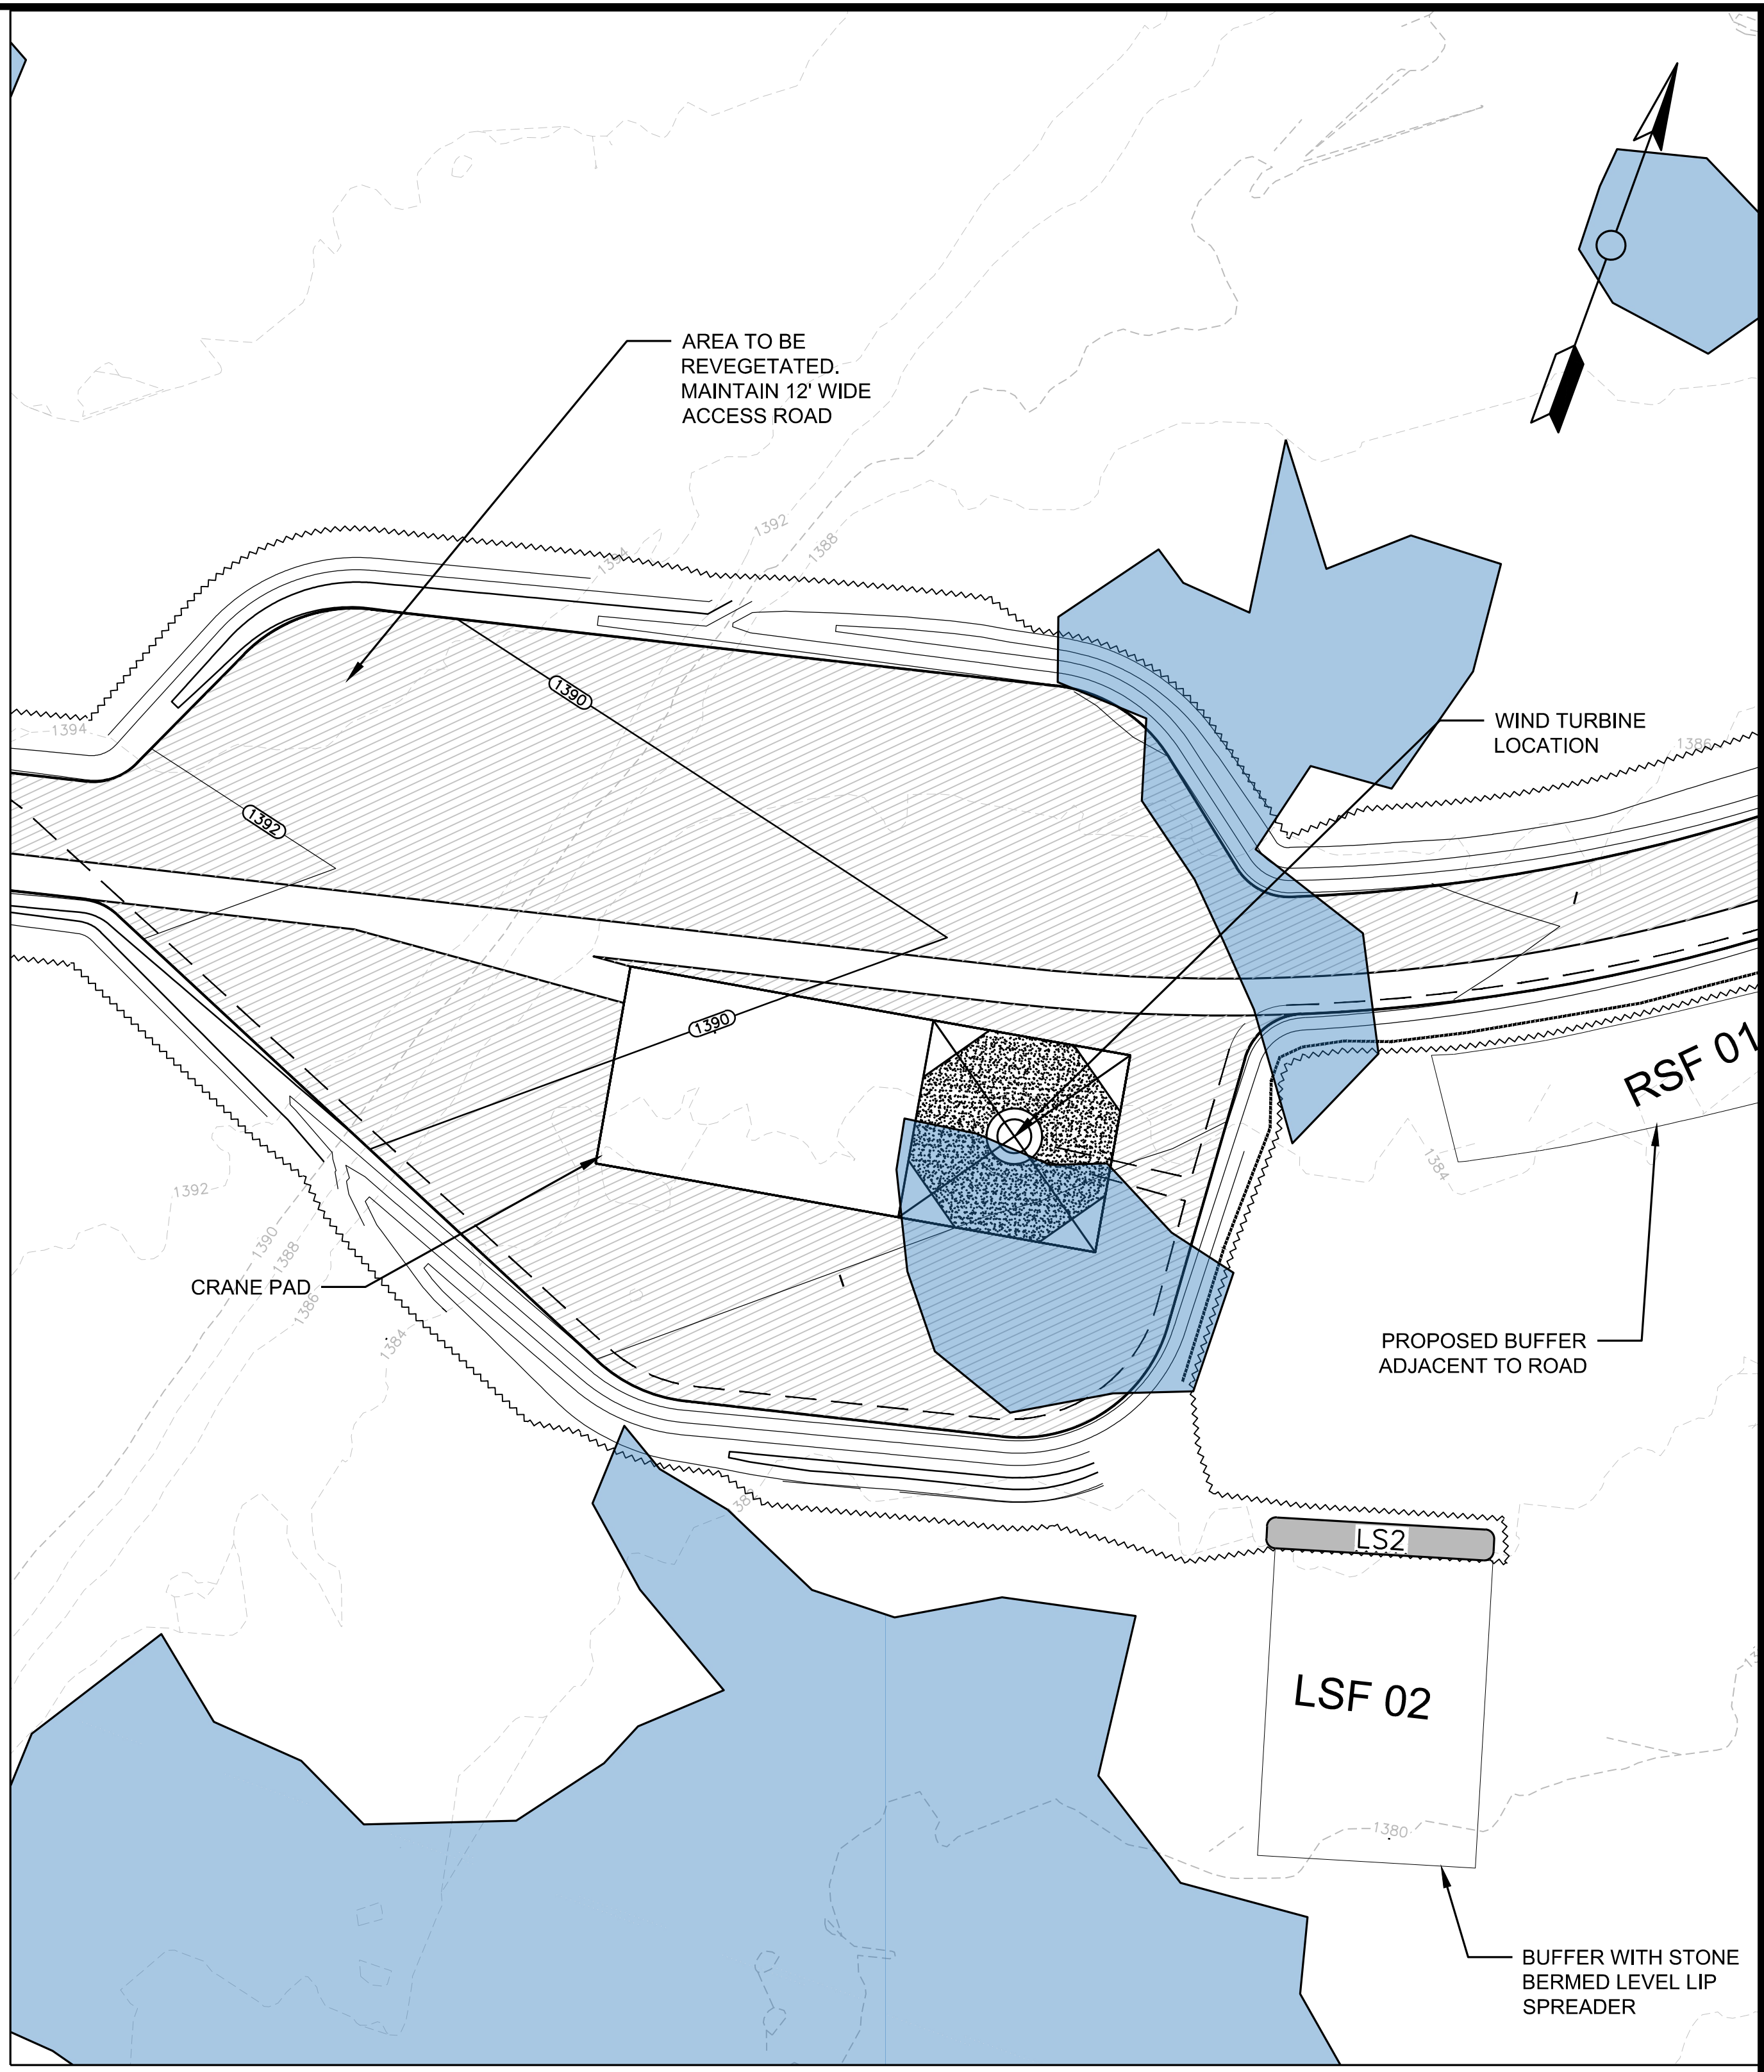 AREA TO BE
REVEGETATED.
MAINTAIN 12' WIDE
ACCESS ROAD
1392
1394
1388
1390
1394
WIND TURBINE
LOCATION
1386
1392
1390
RSF 01
1384
1392
1390
1388
1386
1384
CRANE PAD
PROPOSED BUFFER
ADJACENT TO ROAD
LS2
LSF 02
1380
BUFFER WITH STONE
BERMED LEVEL LIP
SPREADER